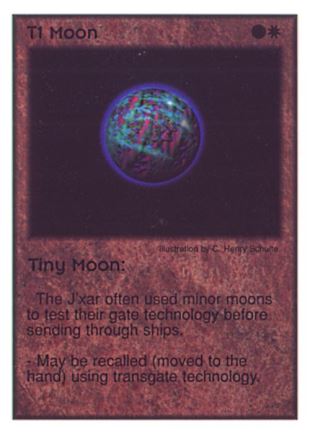 T1 Moon
Illustration by C. Henry Schulte
Tiny Moon:
The J'xar often used minor moons
to test their gate technology before
sending through ships.
- May be recalled (moved to the
hand) using transgate technology.